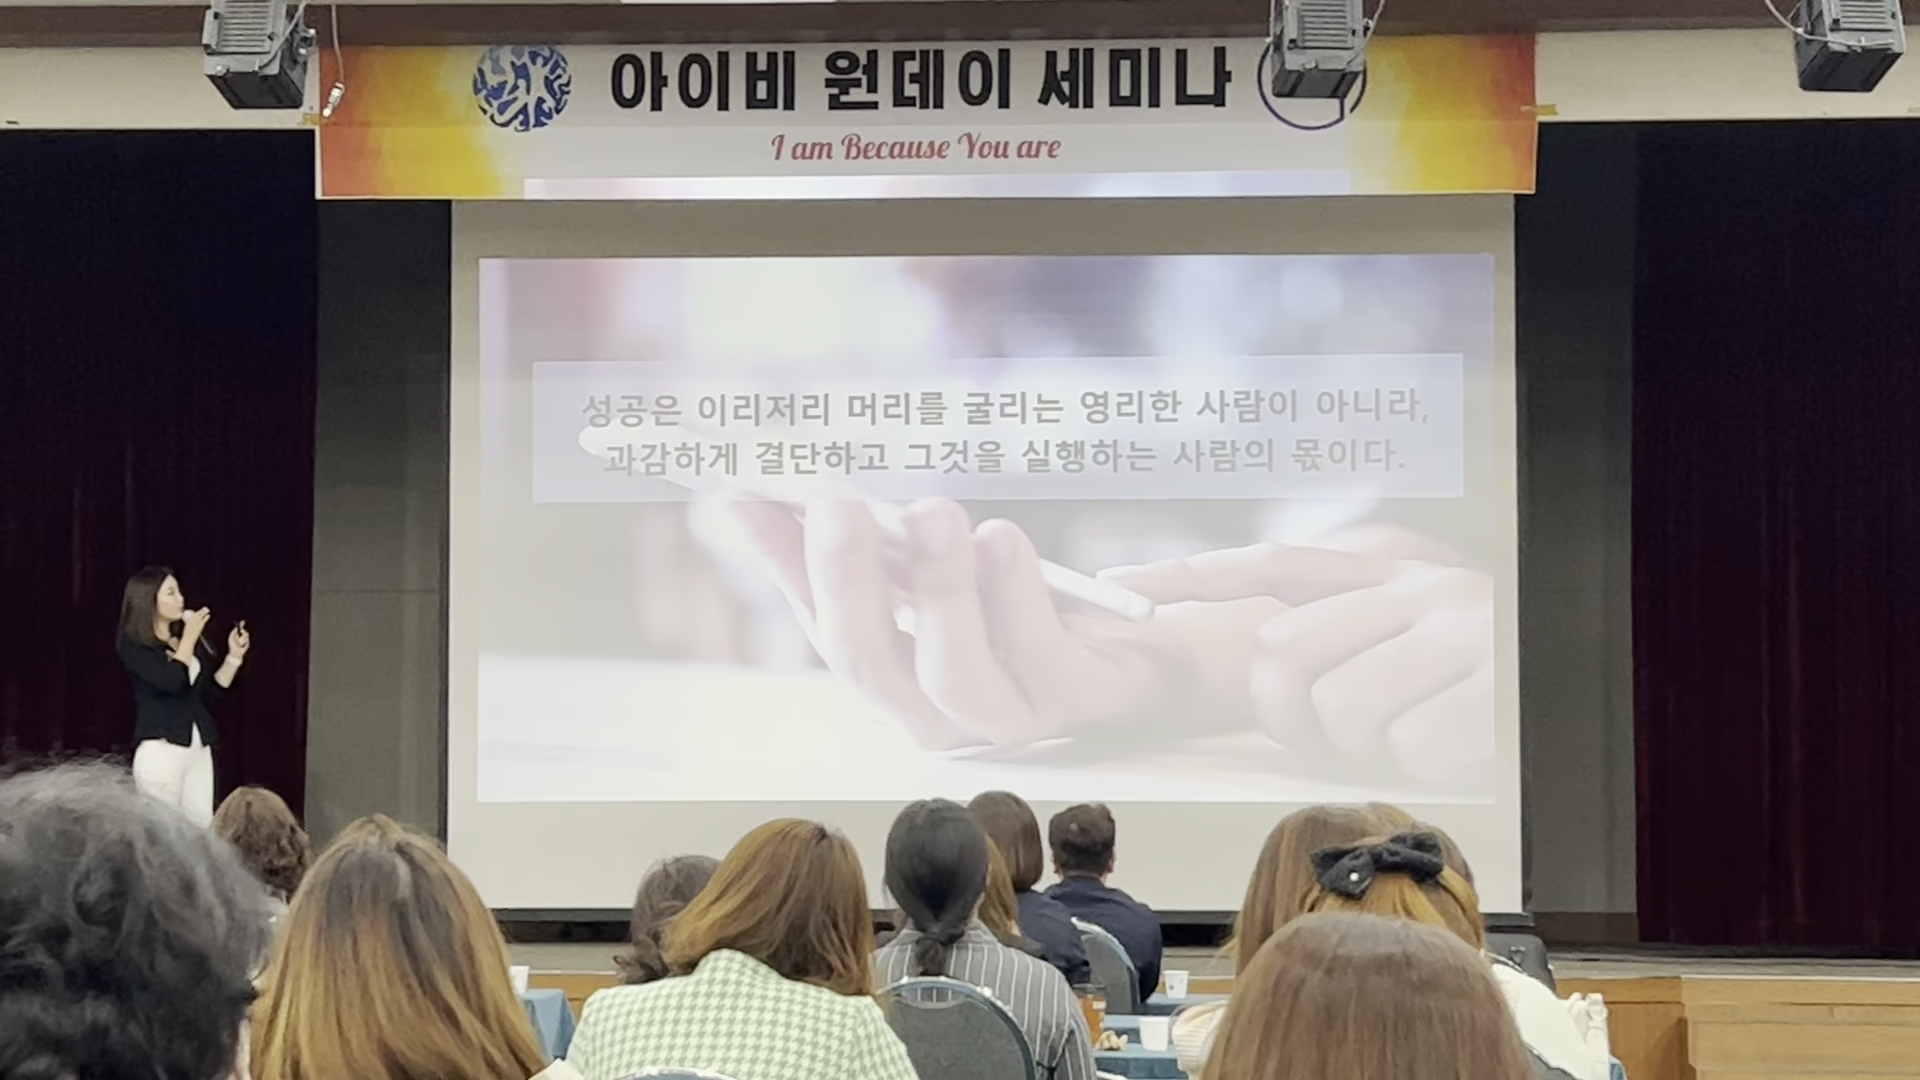 아이비 원데이 세미나
I am Because You are
성공은 이리저리 머리를 굴리는 영리한 사람이 아니라,
과감하게 결단하고 그것을 실행하는 사람의 몫이다.